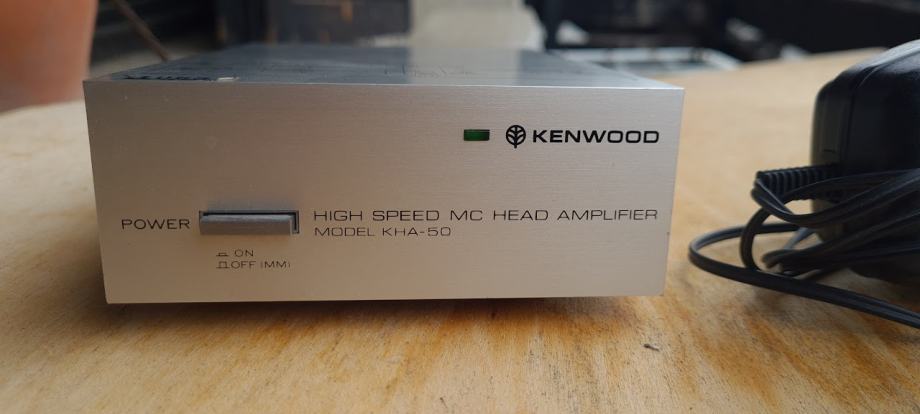 KENWOOD
POWER
HIGH SPEED MC HEAD AMPLIFIER
MODEL KHA-50
ON
OFF (MM)